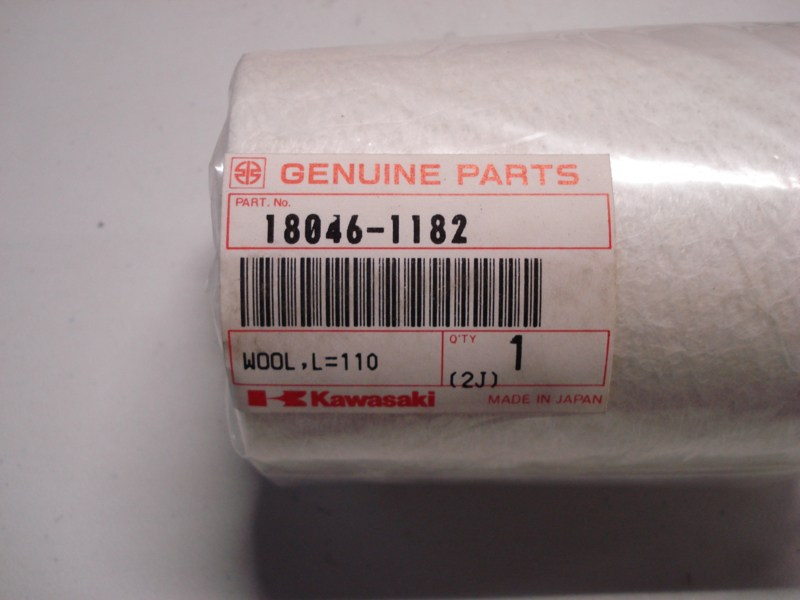 GENUINE PARTS
PART. No.
18046-1182
WOOL,L=110
Q'TY
1
(2J)
Kawasaki
MADE IN JAPAN